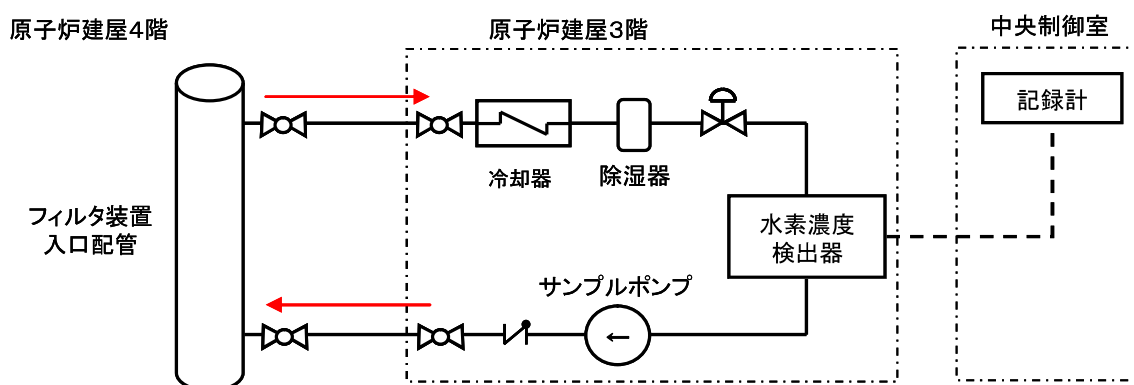 原子炉建屋4階
原子炉建屋3階
中央制御室
記録計
冷却器
除湿器
フィルタ装置
入口配管
水素濃度
検出器
サンプルポンプ